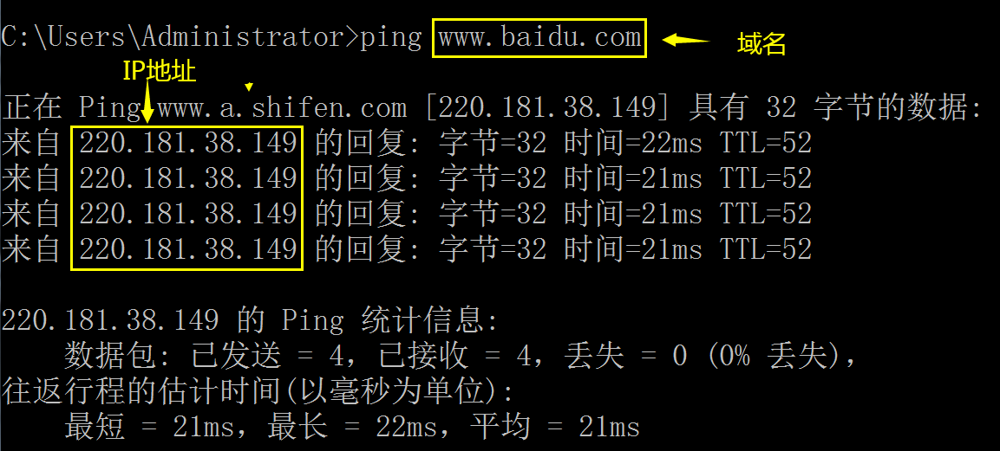 C:\Users\Administrator>ping www.baidu.com 域名
IP地址
正在 Ping www.a.shifen.com [220.181.38.149] 具有 32 字节的数据:
来自 220.181.38.149 的回复: 字节=32 时间=22ms TTL=52
来自 220.181.38.149 的回复: 字节=32 时间=21ms TTL=52
来自 220.181.38.149 的回复: 字节=32 时间=21ms TTL=52
来自 220.181.38.149 的回复: 字节=32 时间=21ms TTL=52
220.181.38.149 的 Ping 统计信息:
数据包: 已发送 = 4，已接收 = 4，丢失 = 0 (0% 丢失)，
往返行程的估计时间(以毫秒为单位):
最短 = 21ms，最长 = 22ms，平均 = 21ms